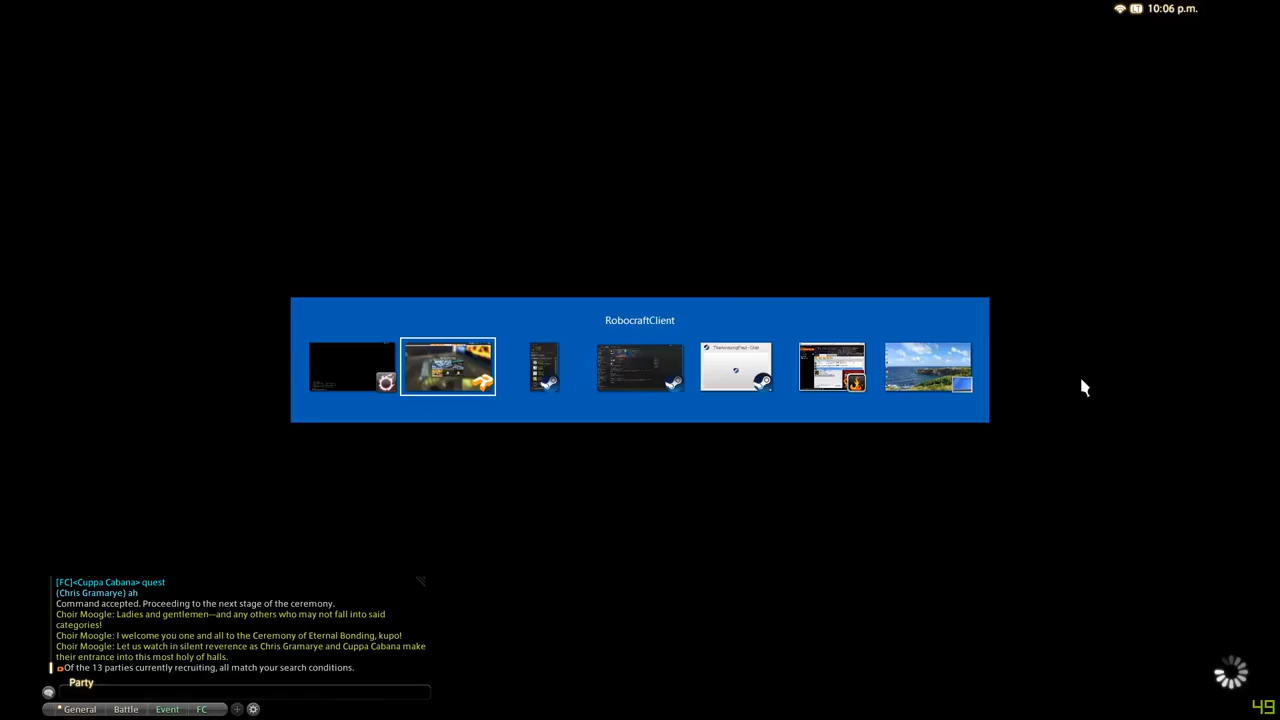 LT 10:06 p.m.
RobocraftClient
[FC]<Cuppa Cabana> quest
(Chris Gramarye) ah
Command accepted. Proceeding to the next stage of the ceremony.
Choir Moogle: Ladies and gentlemen—and any others who may not fall into said
categories!
Choir Moogle: I welcome you one and all to the Ceremony of Eternal Bonding, kupo!
Choir Moogle: Let us watch in silent reverence as Chris Gramarye and Cuppa Cabana make
their entrance into this most holy of halls.
Of the 13 parties currently recruiting, all match your search conditions.
Party
General Battle Event FC
49